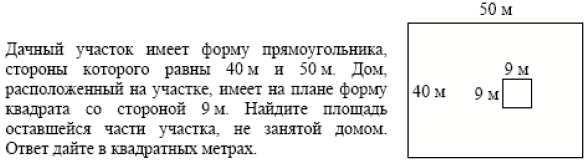 Дачный участок имеет форму прямоугольника,
стороны которого равны 40 м и 50 м. Дом,
расположенный на участке, имеет на плане форму
квадрата со стороной 9 м. Найдите площадь
оставшейся части участка, не занятой домом.
Ответ дайте в квадратных метрах.
50 м
9 м
40 м
9 м